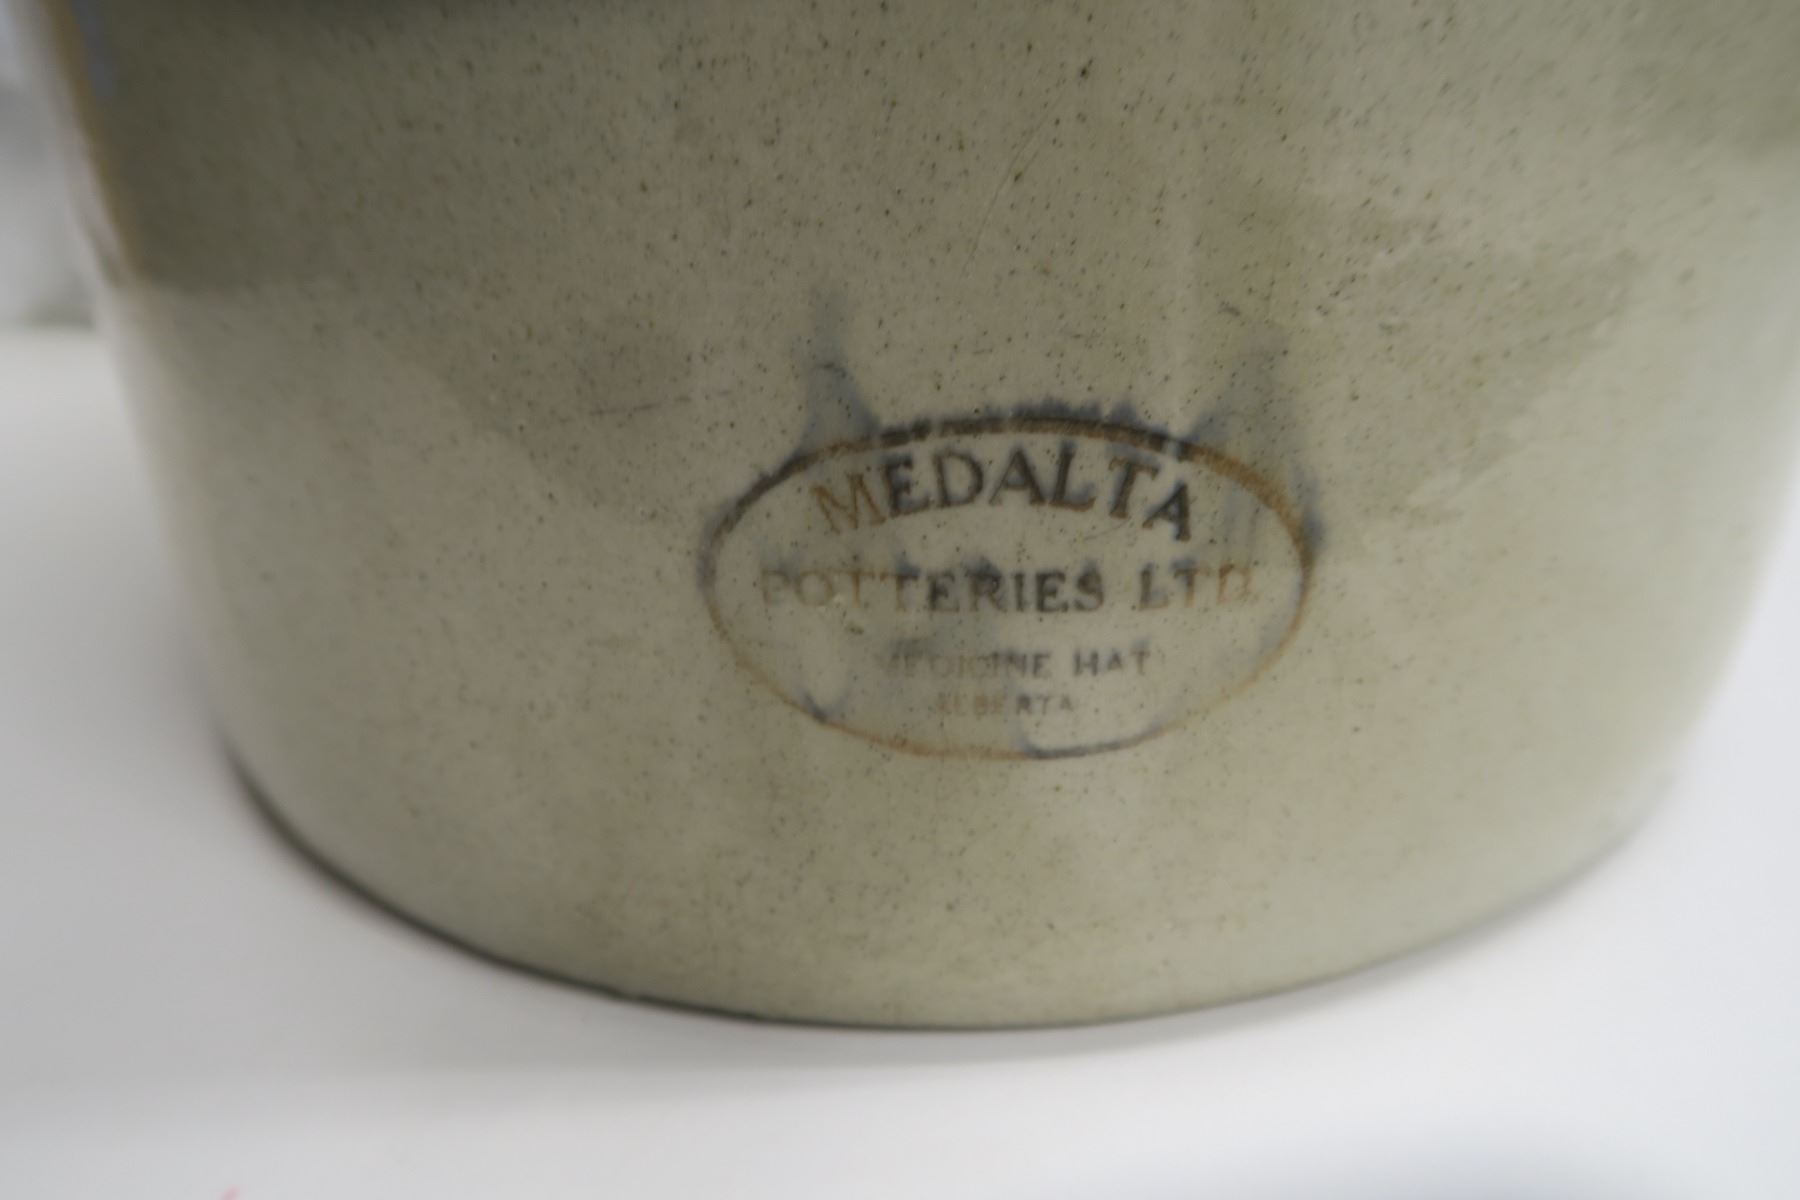 MEDALTA
POTTERIES LTD.
MEDICINE HAT
ALBERTA